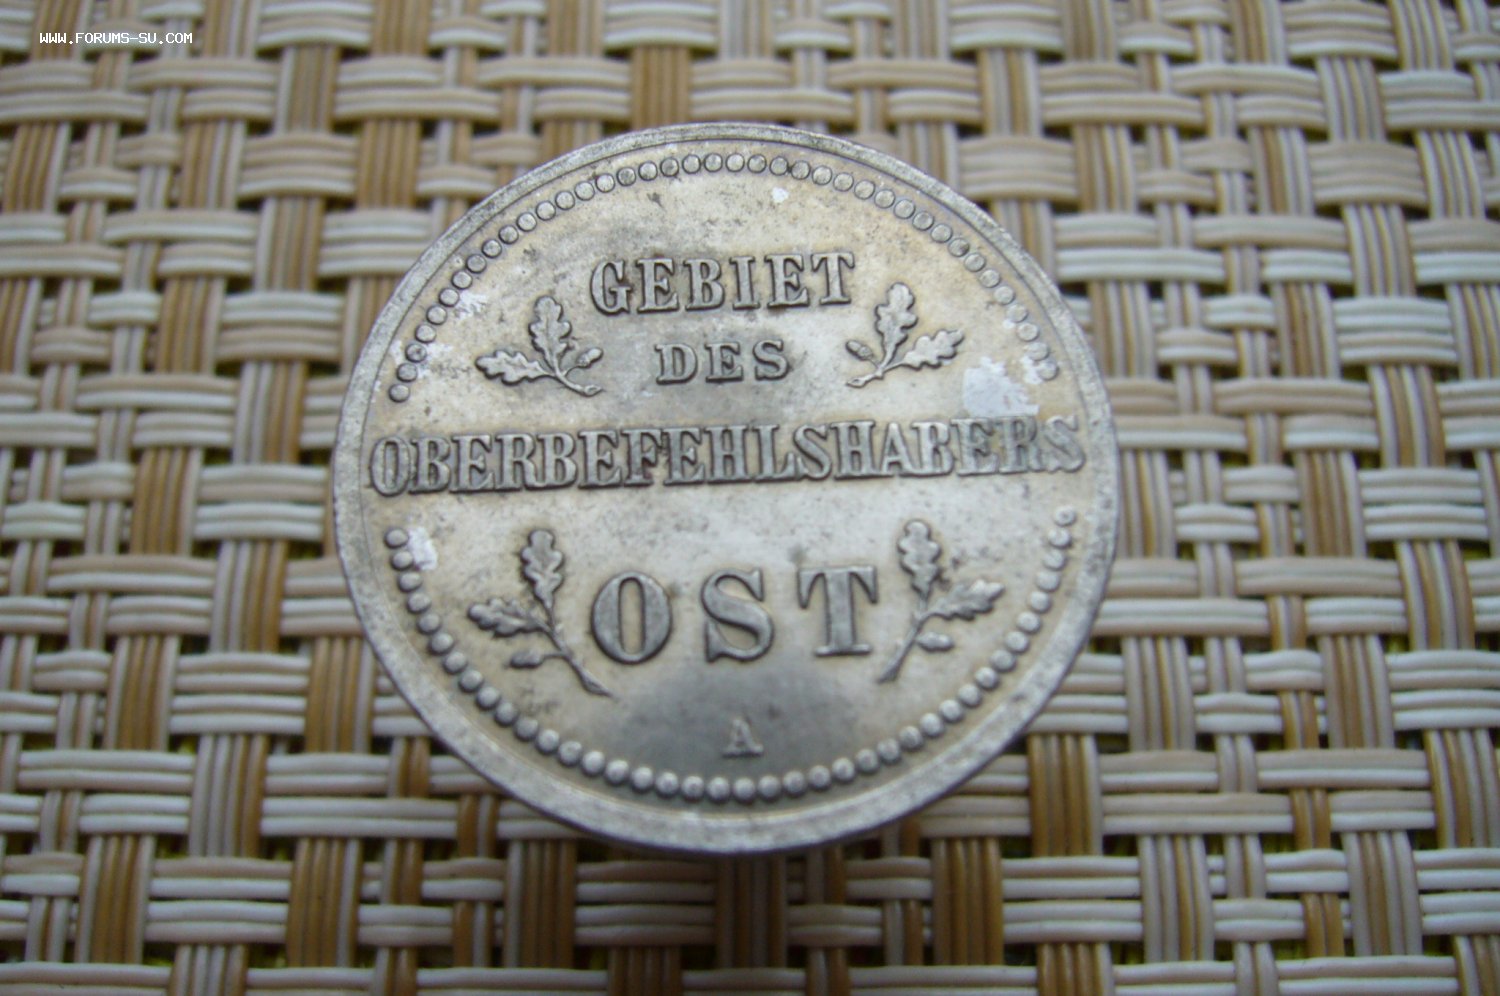 WWW.FORUMS-SU.COM
GEBIET
DES
OBERBEFEHLSHABERS
OST
A